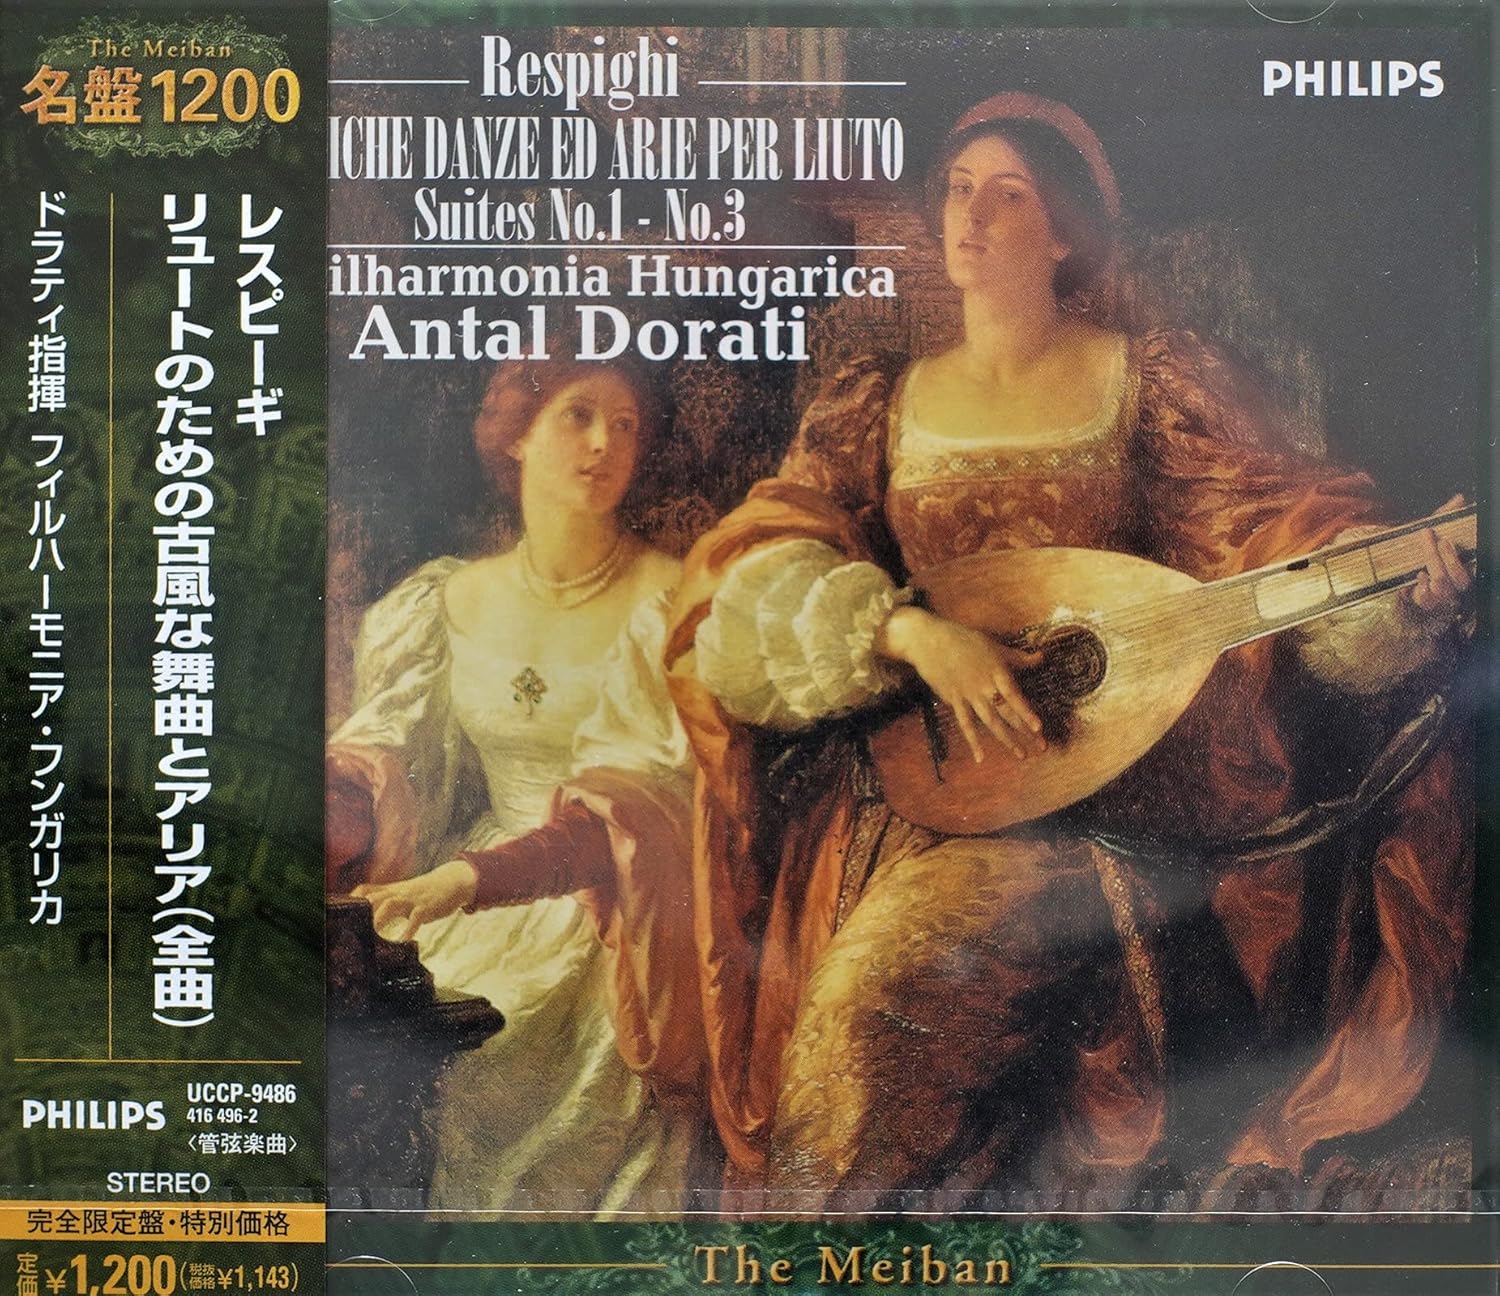 The Meiban
名盤1200
レスピーギ
リュートのための古風な舞曲とアリア(全曲)
ドラティ指揮 フィルハーモニア・フンガリカ
PHILIPS
UCCP-9486
416 496-2
〈管弦楽曲〉
STEREO
完全限定盤・特別価格
定価¥1,200(税抜価格¥1,143)
Respighi
ICHE DANZE ED ARIE PER LIUTO
Suites No.1 - No.3
ilharmonia Hungarica
Antal Dorati
PHILIPS
The Meiban